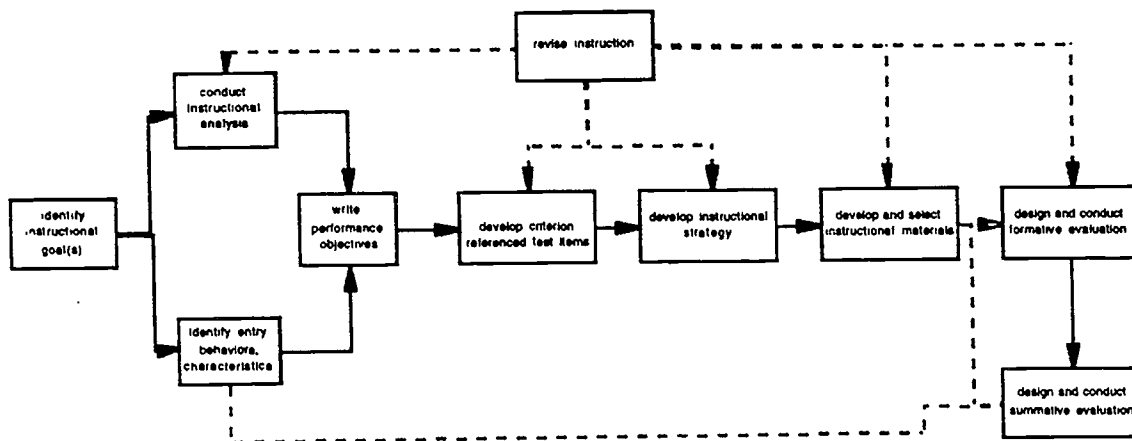 revise instruction
conduct
instructional
analysis
identify
instructional
goal(s)
write
performance
objectives
develop criterion
referenced test items
develop instructional
strategy
develop and select
instructional materials
design and conduct
formative evaluation
identify entry
behaviors,
characteristics
design and conduct
summative evaluation